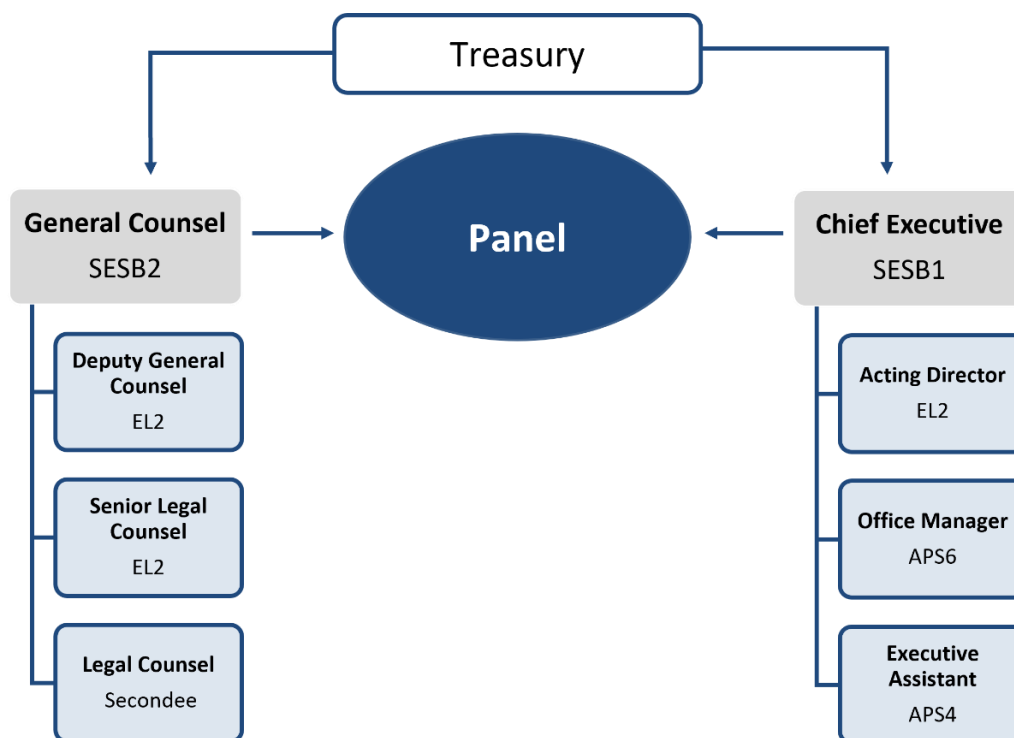 Treasury
General Counsel
SESB2
Panel
Chief Executive
SESB1
Deputy General
Counsel
EL2
Senior Legal
Counsel
EL2
Legal Counsel
Secondee
Acting Director
EL2
Office Manager
APS6
Executive
Assistant
APS4